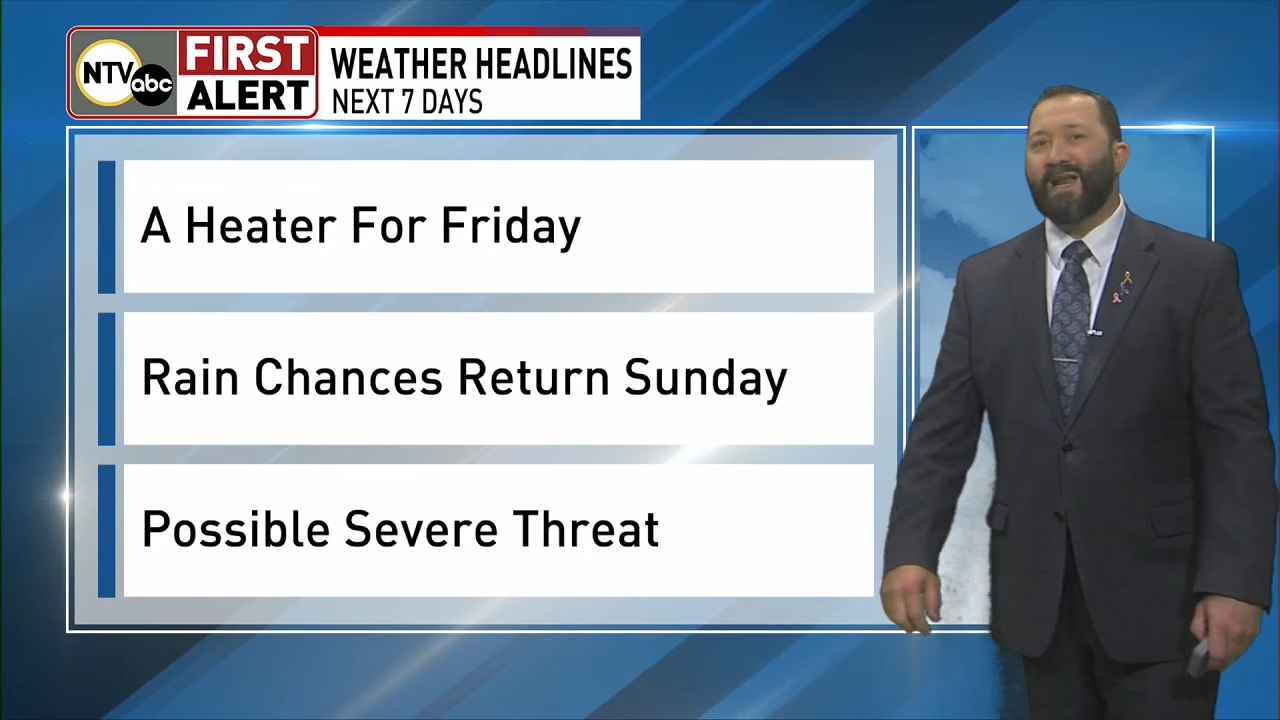 NTV abc
FIRST
ALERT
WEATHER HEADLINES
NEXT 7 DAYS
A Heater For Friday
Rain Chances Return Sunday
Possible Severe Threat